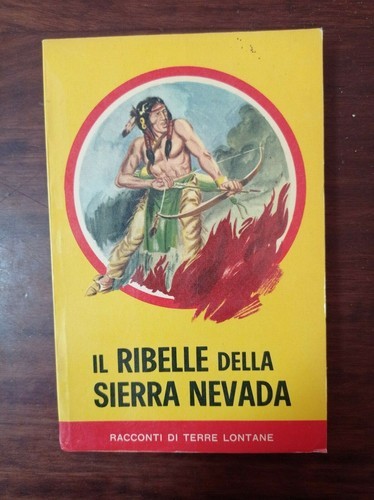 IL RIBELLE DELLA
SIERRA NEVADA
RACCONTI DI TERRE LONTANE